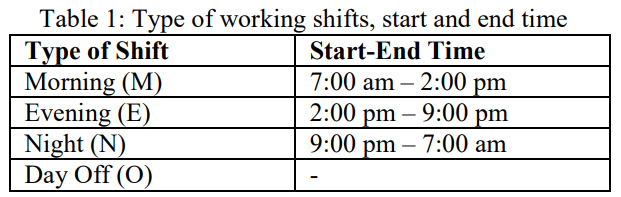 Table 1: Type of working shifts, start and end time
Type of Shift Start-End Time
Morning (M) 7:00 am – 2:00 pm
Evening (E) 2:00 pm – 9:00 pm
Night (N) 9:00 pm – 7:00 am
Day Off (O) -